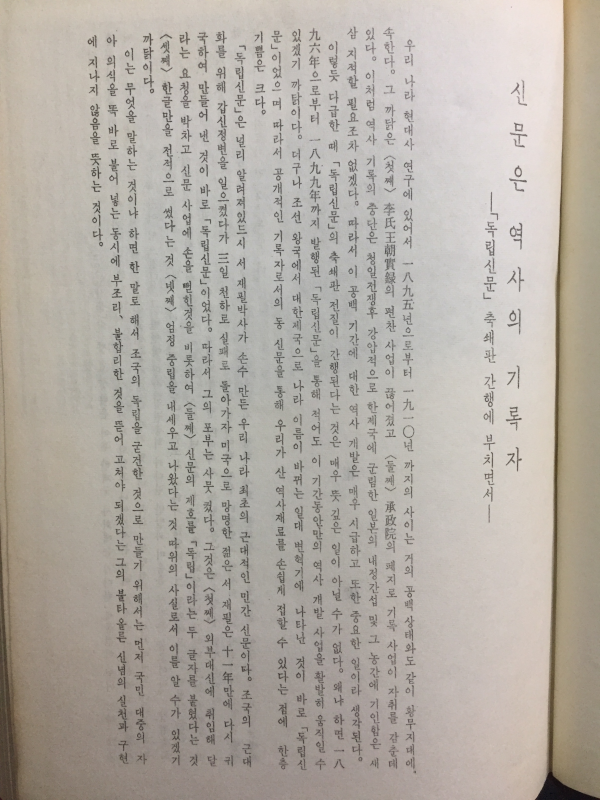 신문은 역사의 기록자
―「독립신문」 축쇄판 간행에 부치면서―
우리 나라 현대사 연구에 있어서 一八九五년으로부터 一九一〇년 까지의 사이는 거의 공백 상태와도 같이 황무지대에
속한다. 그 까닭은 〈첫째〉 李氏王朝實錄의 편찬 사업이 끊어졌고 〈둘째〉 承政院의 폐지로 기록 사업이 자취를 감춘데
있다. 이처럼 역사 기록의 중단은 청일전쟁후 강압적으로 한제국에 군림한 일본의 내정간섭 및 그 농간에 기인함은 새
삼 지적할 필요조차 없겠다. 따라서 이 공백 기간에 대한 역사 개발은 매우 시급하고 또한 중요한 일이라 생각된다.
이렇듯 다급한 때 「독립신문」의 축쇄판 전질이 간행된다는 것은 매우 뜻 깊은 일이 아닐 수가 없다. 왜냐 하면 一八
九六년으로부터 一八九九년까지 발행된 「독립신문」을 통해 적어도 이 기간동안만의 역사 개발 사업을 활발히 움직일 수
있겠기 까닭이다. 더구나 조선 왕국에서 대한제국으로 나라 이름이 바뀌는 일대 변혁기에 나타난 것이 바로 「독립신
문」이었으며 따라서 공개적인 기록자로서의 동 신문을 통해 우리가 산 역사재료를 손쉽게 접할 수 있다는 점에 한층
기쁨은 크다.
「독립신문」은 널리 알려져있드시 서 재필박사가 손수 만든 우리 나라 최초의 근대적인 민간 신문이다. 조국의 근대
화를 위해 갑신정변을 일으켰다가 三일 천하로 실패로 돌아가자 미국으로 망명한 젊은 서 재필은 十一년만에 다시 귀
국하여 만들어 낸 것이 바로 「독립신문」이었다. 따라서 그의 포부는 사뭇 컸다. 그것은 〈첫째〉 외부대신에 취임해 달
라는 요청을 박차고 신문 사업에 손을 뻗힌것을 비롯하여 〈둘째〉 신문의 제호를 「독립」이라는 두 글자를 붙였다는 것
〈셋째〉 한글만을 전적으로 썼다는 것 〈넷째〉 엄정 중립을 내세우고 나왔다는 것 따위의 사실로서 이를 알 수가 있겠기
까닭이다.
이는 무엇을 말하는 것이냐 하면 한 말로 해서 조국의 독립을 굳건한 것으로 만들기 위해서는 먼저 국민 대중의 자
아 의식을 똑 바로 불어 넣는 동시에 부조리, 불합리한 것을 뜯어 고쳐야 되겠다는 그의 불타 올른 신념의 실천과 구현
에 지나지 않음을 뜻하는 것이다.